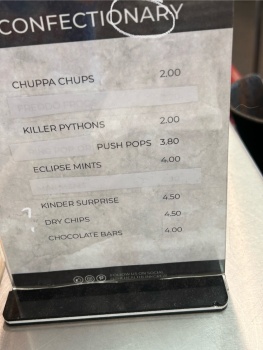 CONFECTIONARY
CHUPPA CHUPS 2.00
KILLER PYTHONS 2.00
PUSH POPS 3.80
ECLIPSE MINTS 4.00
KINDER SURPRISE 4.50
DRY CHIPS 4.50
CHOCOLATE BARS 4.00